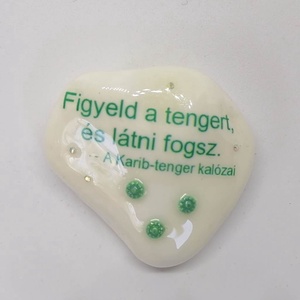 Figyeld a tengert,
és látni fogsz.
-- A Karib-tenger kalózai